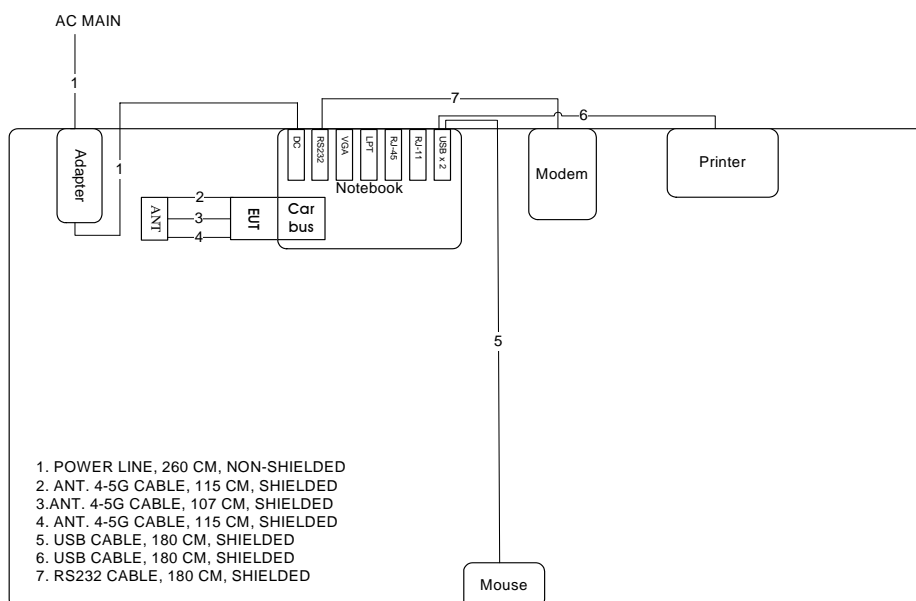 AC MAIN
1
7
6
Adapter
1
DC
RS232
VGA
LPT
RJ-45
RJ-11
USB x 2
Notebook
Modem
Printer
ANT
2
3
4
EUT
Car
bus
5
1. POWER LINE, 260 CM, NON-SHIELDED
2. ANT. 4-5G CABLE, 115 CM, SHIELDED
3.ANT. 4-5G CABLE, 107 CM, SHIELDED
4. ANT. 4-5G CABLE, 115 CM, SHIELDED
5. USB CABLE, 180 CM, SHIELDED
6. USB CABLE, 180 CM, SHIELDED
7. RS232 CABLE, 180 CM, SHIELDED
Mouse